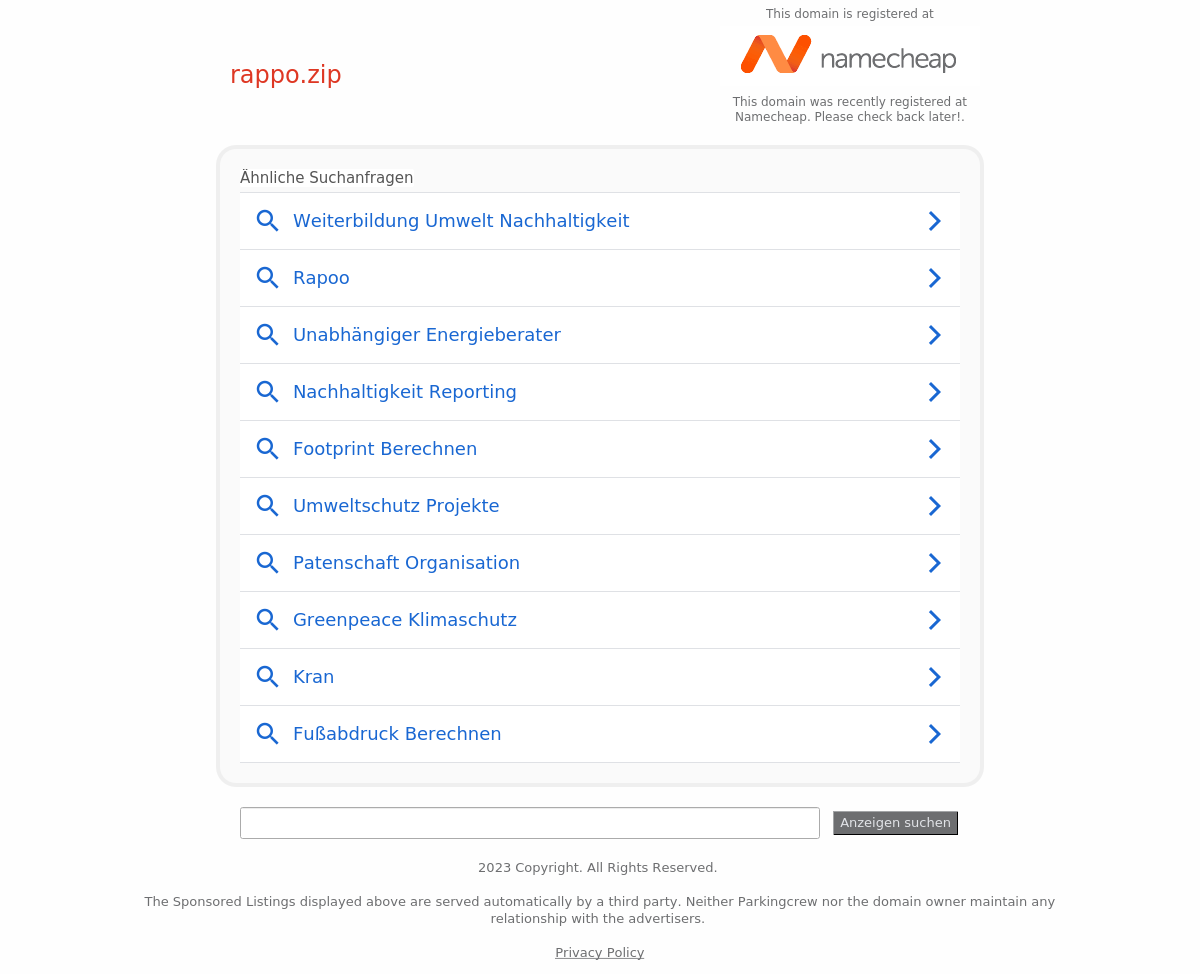 This domain is registered at
namecheap
rappo.zip
This domain was recently registered at
Namecheap. Please check back later!.
Ähnliche Suchanfragen
Weiterbildung Umwelt Nachhaltigkeit
Rapoo
Unabhängiger Energieberater
Nachhaltigkeit Reporting
Footprint Berechnen
Umweltschutz Projekte
Patenschaft Organisation
Greenpeace Klimaschutz
Kran
Fußabdruck Berechnen
Anzeigen suchen
2023 Copyright. All Rights Reserved.
The Sponsored Listings displayed above are served automatically by a third party. Neither Parkingcrew nor the domain owner maintain any
relationship with the advertisers.
Privacy Policy